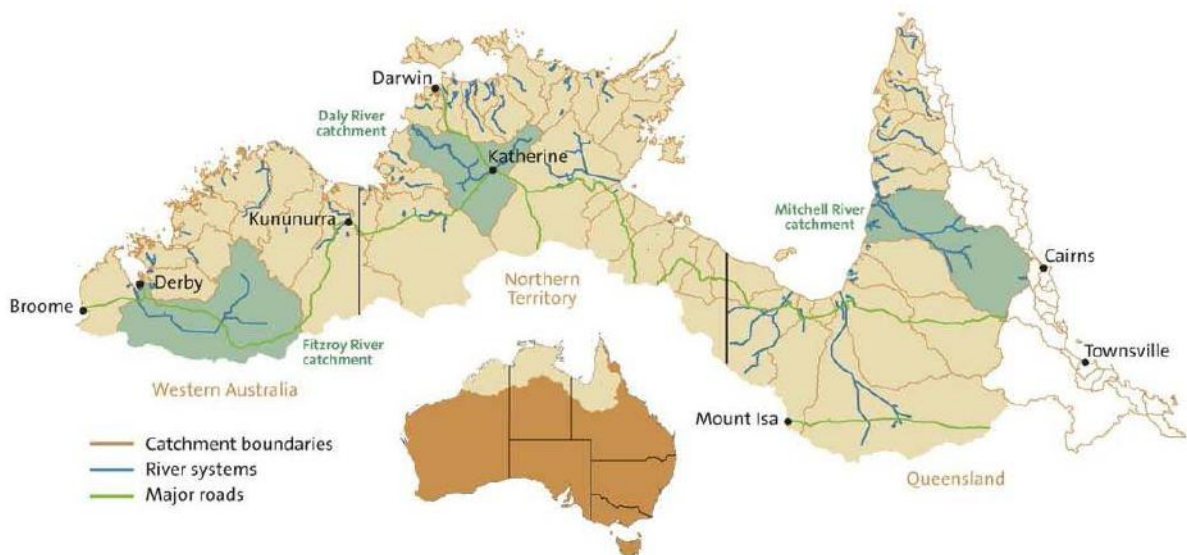 Darwin
Daly River
catchment
Katherine
Kununurra
Mitchell River
catchment
Cairns
Derby
Broome
Northern
Territory
Fitzroy River
catchment
Townsville
Western Australia
Mount Isa
Catchment boundaries
River systems
Major roads
Queensland